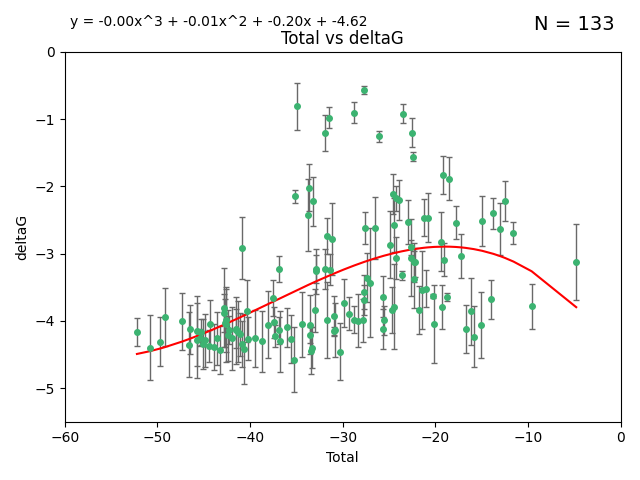 y = -0.00x^3 + -0.01x^2 + -0.20x + -4.62
N = 133
Total vs deltaG
0
−1
−2
−3
−4
−5
deltaG
−60 −50 −40 −30 −20 −10 0
Total